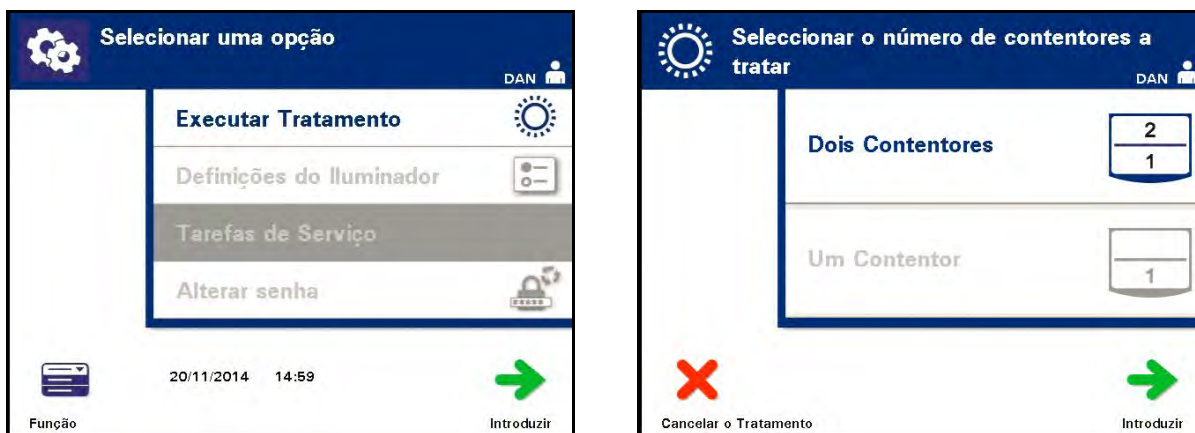 Selecionar uma opção
DAN
Executar Tratamento
Definições do Iluminador
Tarefas de Serviço
Alterar senha
20/11/2014 14:59
Função
Introduzir
Seleccionar o número de contentores a
tratar
DAN
Dois Contentores
2
1
Um Contentor
1
Cancelar o Tratamento
Introduzir